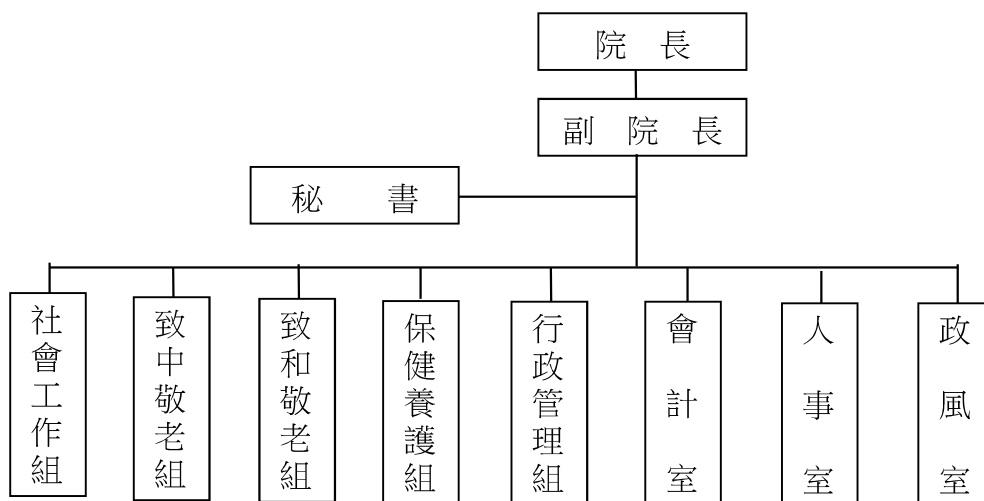 院 長
副 院 長
秘 書
社會工作組
致中敬老組
致和敬老組
保健養護組
行政管理組
會計室
人事室
政風室